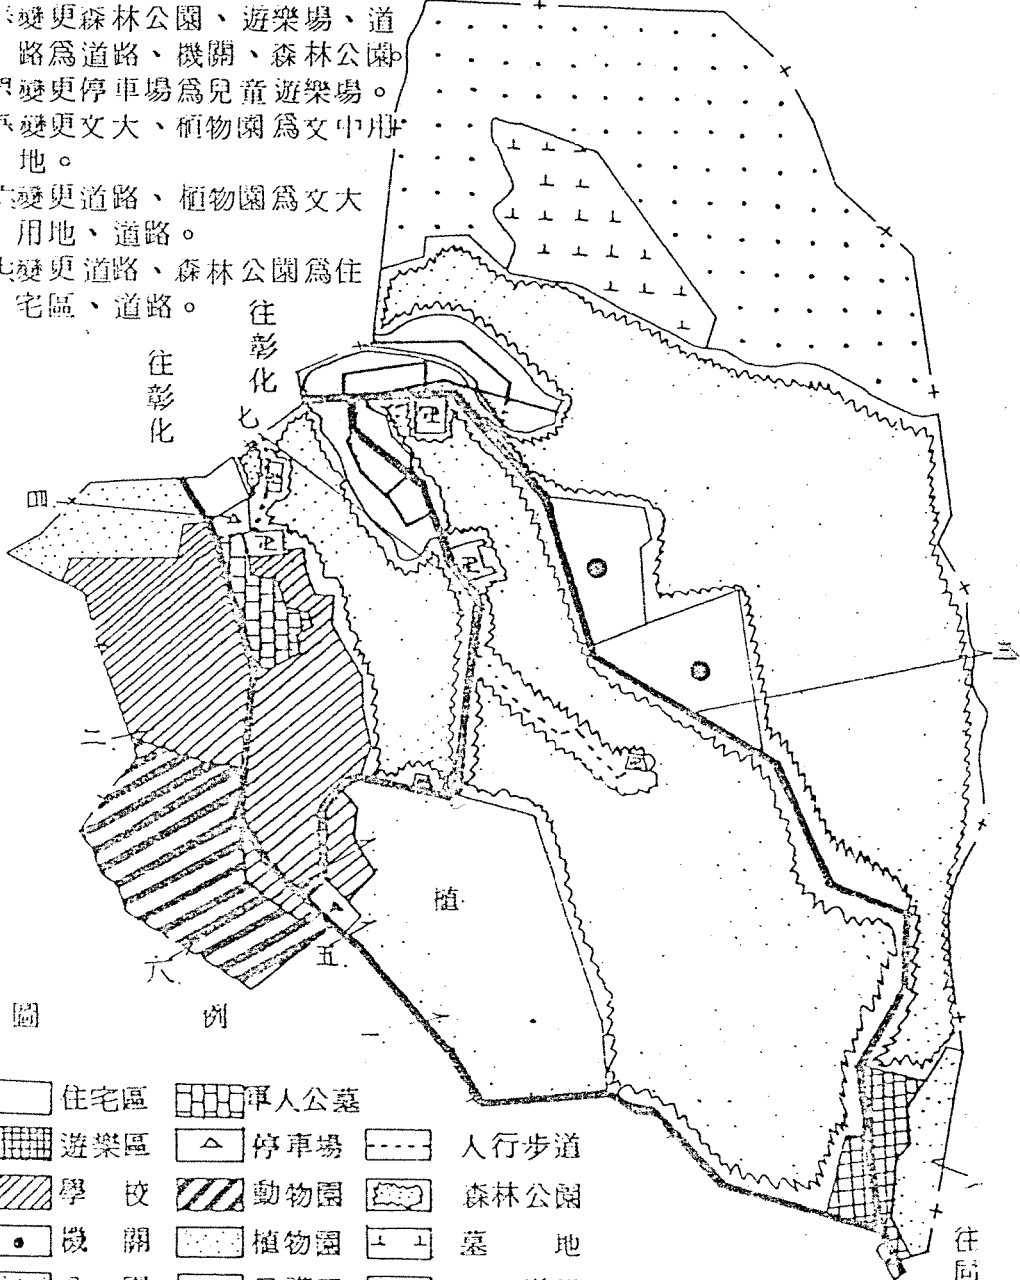 變更森林公園、遊樂場、道
路爲道路、機關、森林公園。
變更停車場爲兒童遊樂場。
變更文大、植物園爲文中用
地。
變更道路、植物園爲文大
用地、道路。
變更道路、森林公園爲住
宅區、道路。
往彰化
往彰化
七
四
三
二
植
六
五
一
圖 例
住宅區
軍人公墓
遊樂區
停車場
人行步道
學 校
動物園
森林公園
機 關
植物園
墓 地
往